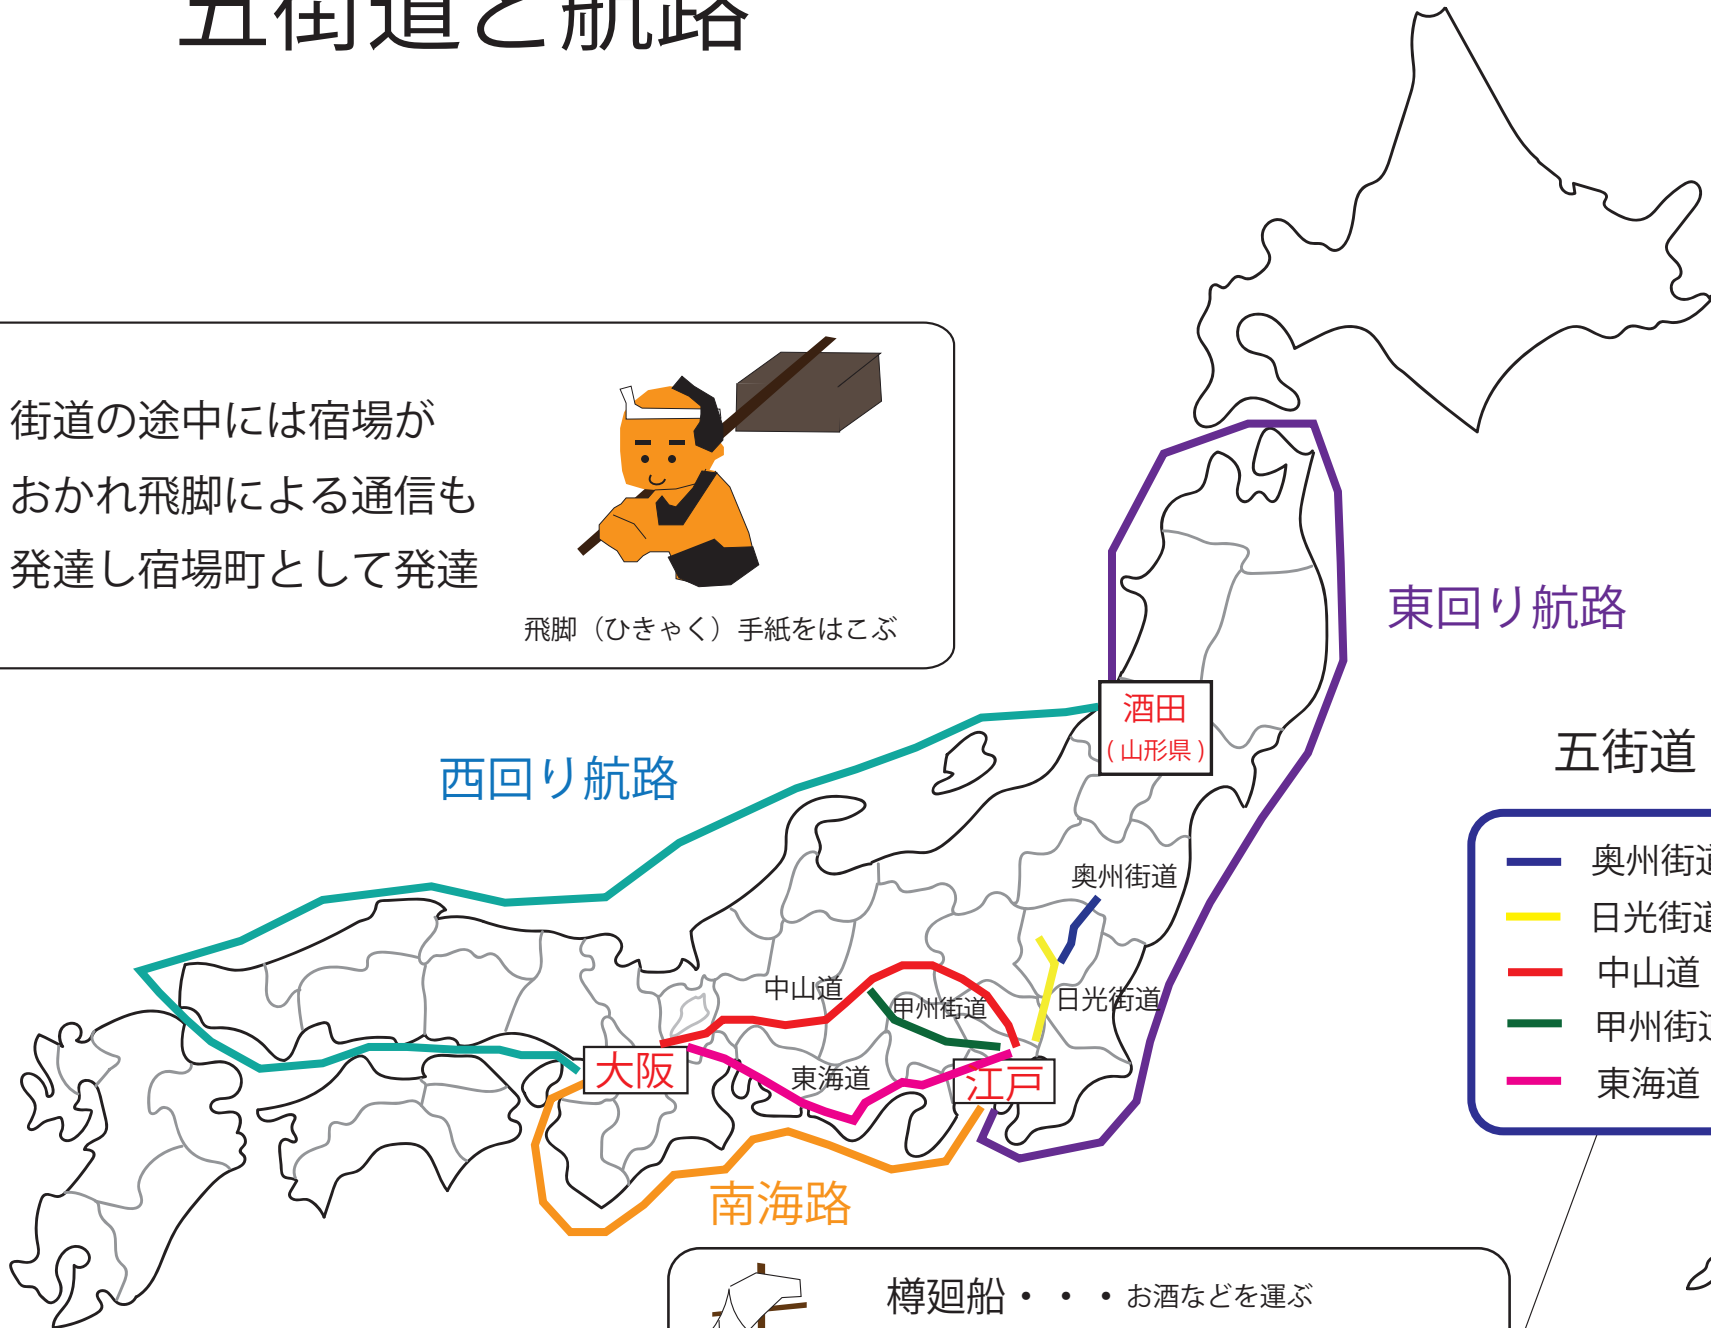 五街道と航路
街道の途中には宿場が
おかれ飛脚による通信も
発達し宿場町として発達
飛脚（ひきゃく）手紙をはこぶ
東回り航路
酒田
(山形県)
西回り航路
五街道
奥州街道
日光街道
中山道
甲州街道
東海道
奥州街道
中山道
甲州街道
日光街道
大阪
東海道
江戸
南海路
樽廻船・・・お酒などを運ぶ